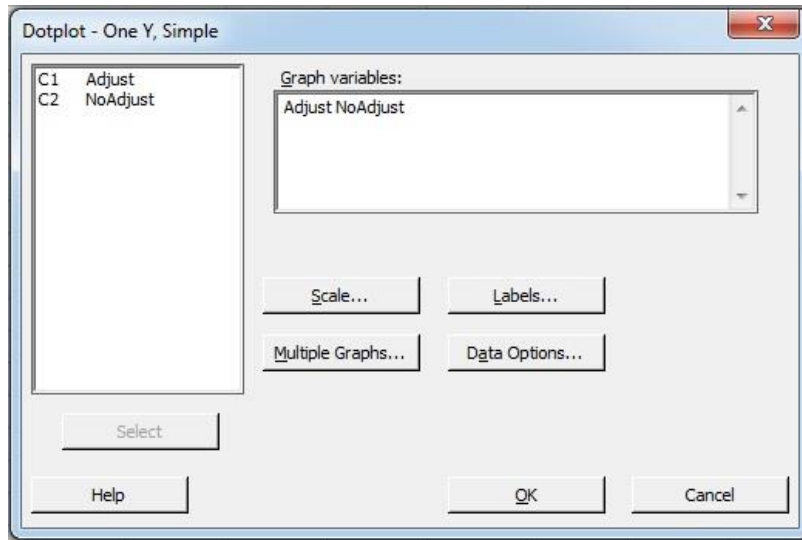 Dotplot - One Y, Simple
C1 Adjust
C2 NoAdjust
Graph variables:
Adjust NoAdjust
Scale...
Labels...
Multiple Graphs...
Data Options...
Select
Help
OK
Cancel